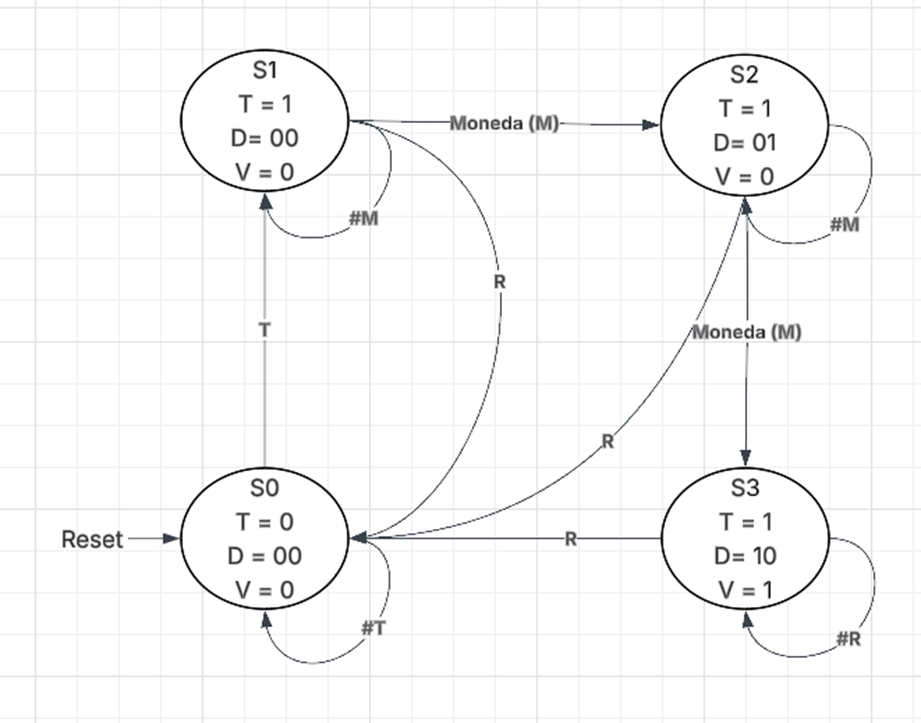 S1
T = 1
D= 00
V = 0
Moneda (M)
S2
T = 1
D= 01
V = 0
#M
#M
R
T
Moneda (M)
R
Reset
S0
T = 0
D = 00
V = 0
R
S3
T = 1
D= 10
V = 1
#T
#R